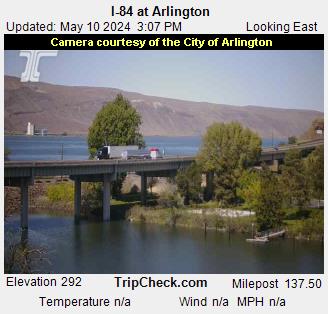 I-84 at Arlington
Updated: May 10 2024 3:07 PM Looking East
Camera courtesy of the City of Arlington
Elevation 292 TripCheck.com Milepost 137.50
Temperature n/a Wind n/a MPH n/a